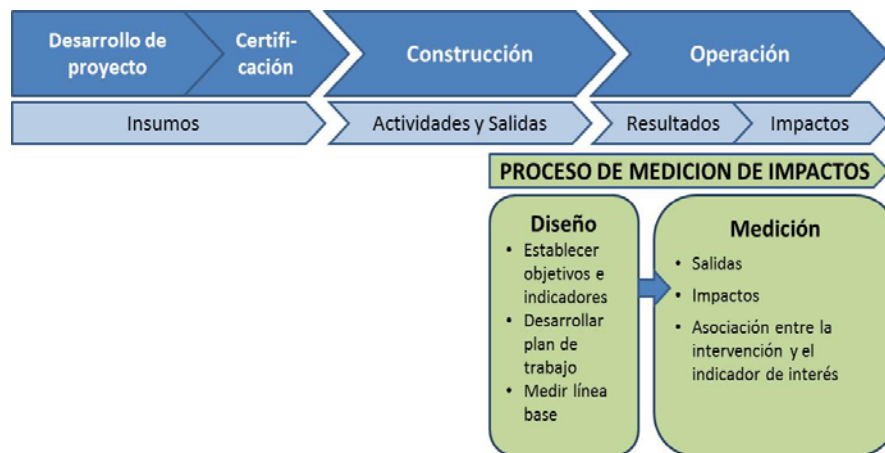 Desarrollo de
proyecto
Certifi-
cación
Construcción
Operación
Insumos
Actividades y Salidas
Resultados
Impactos
PROCESO DE MEDICION DE IMPACTOS
Diseño
• Establecer
objetivos e
indicadores
• Desarrollar
plan de
trabajo
• Medir línea
base
Medición
• Salidas
• Impactos
• Asociación entre la
intervención y el
indicador de interés